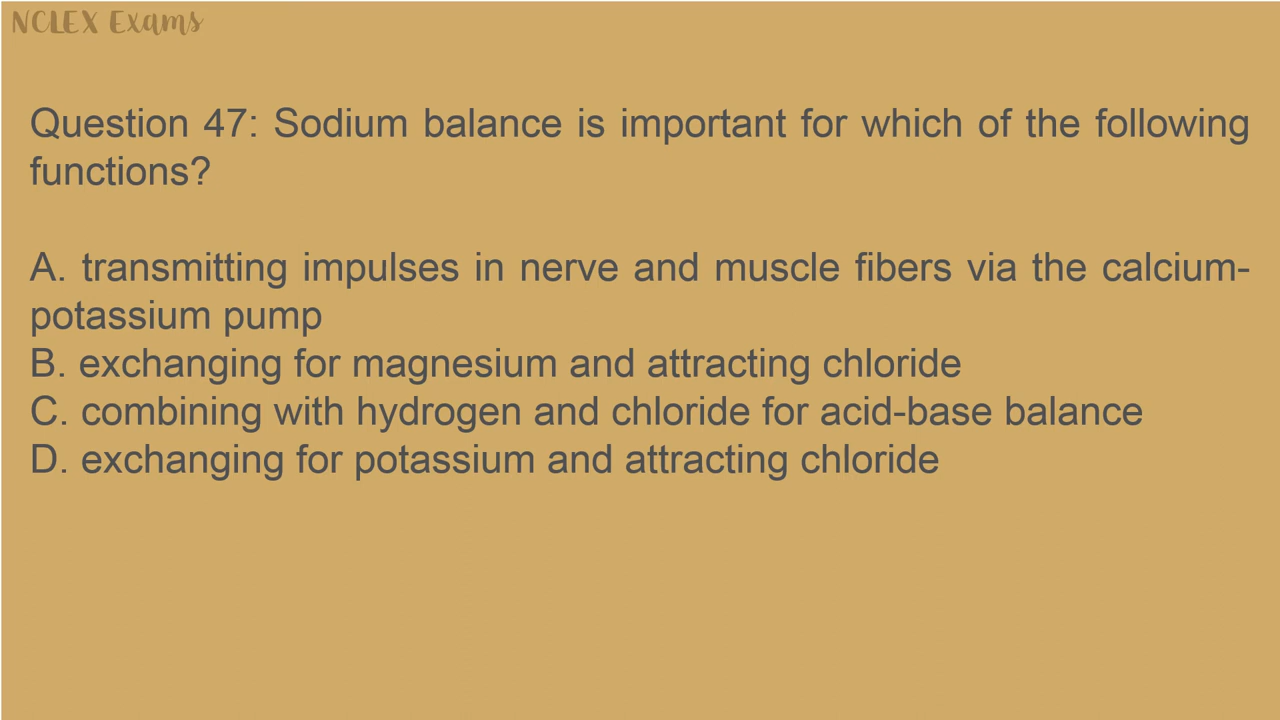 NCLEX Exams
Question 47: Sodium balance is important for which of the following
functions?
A. transmitting impulses in nerve and muscle fibers via the calcium-
potassium pump
B. exchanging for magnesium and attracting chloride
C. combining with hydrogen and chloride for acid-base balance
D. exchanging for potassium and attracting chloride